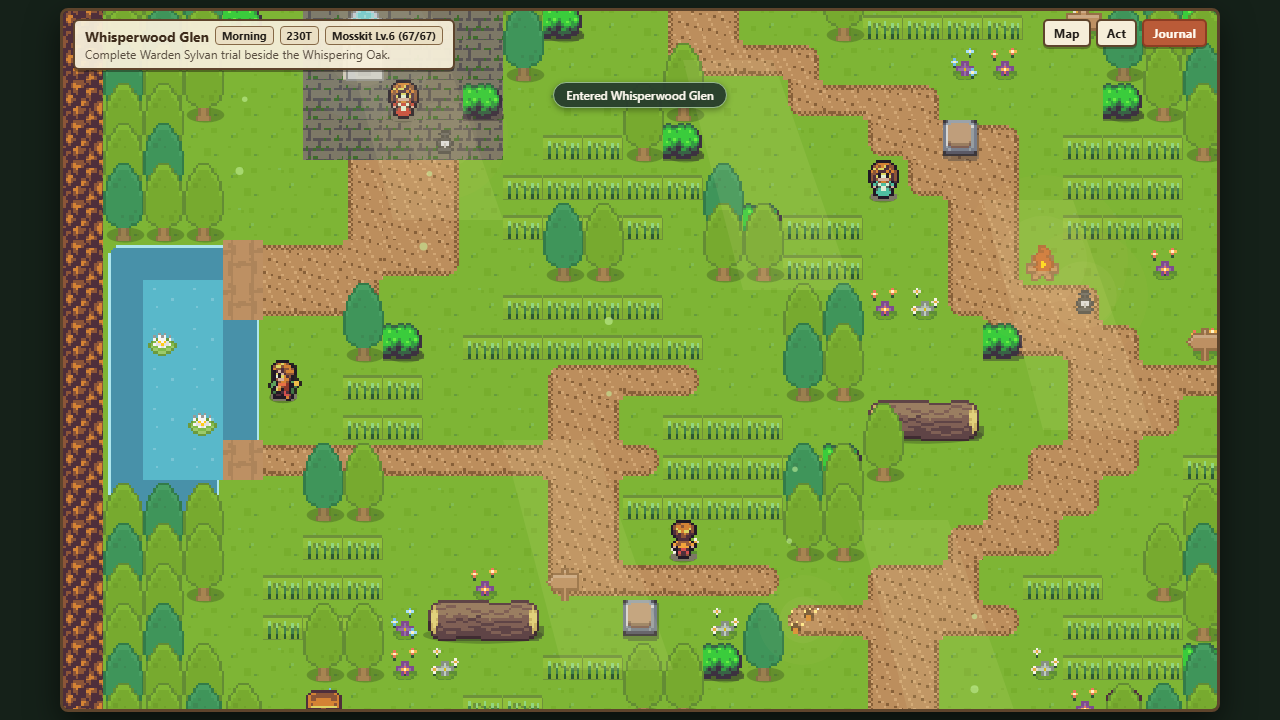 Whisperwood Glen Morning 230T Mosskit Lv.6 (67/67)
Complete Warden Sylvan trial beside the Whispering Oak.
Map Act Journal
Entered Whisperwood Glen